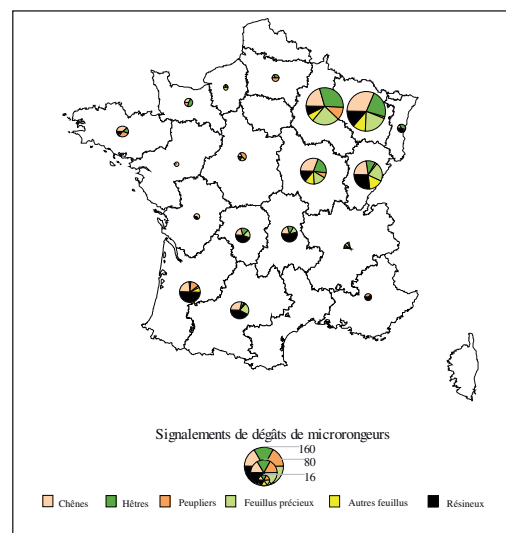 Signalements de dégâts de microrongeurs
160
80
16
Chênes Hêtres Peupliers Feuillus précieux Autres feuillus Résineux